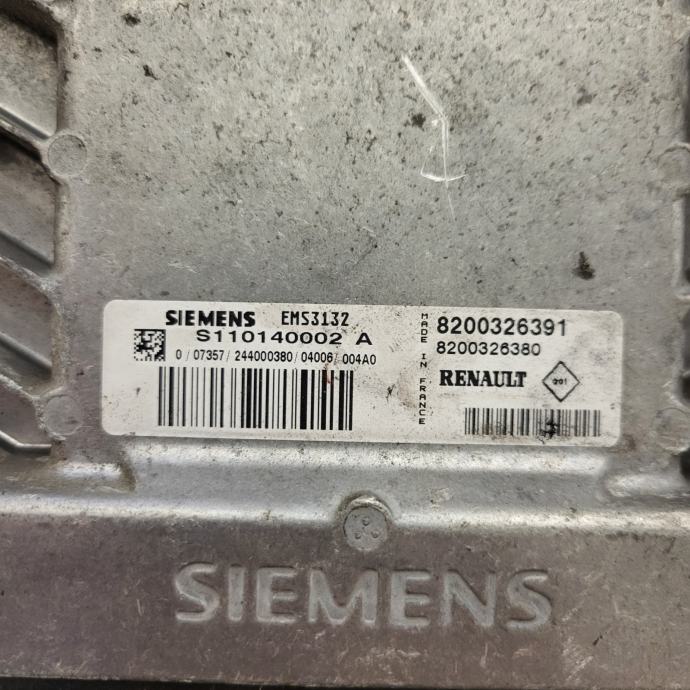 SIEMENS EMS3132
S110140002 A
0 / 07357 / 244000380 / 04006 / 004A0
MADE IN FRANCE
8200326391
8200326380
RENAULT
SIEMENS